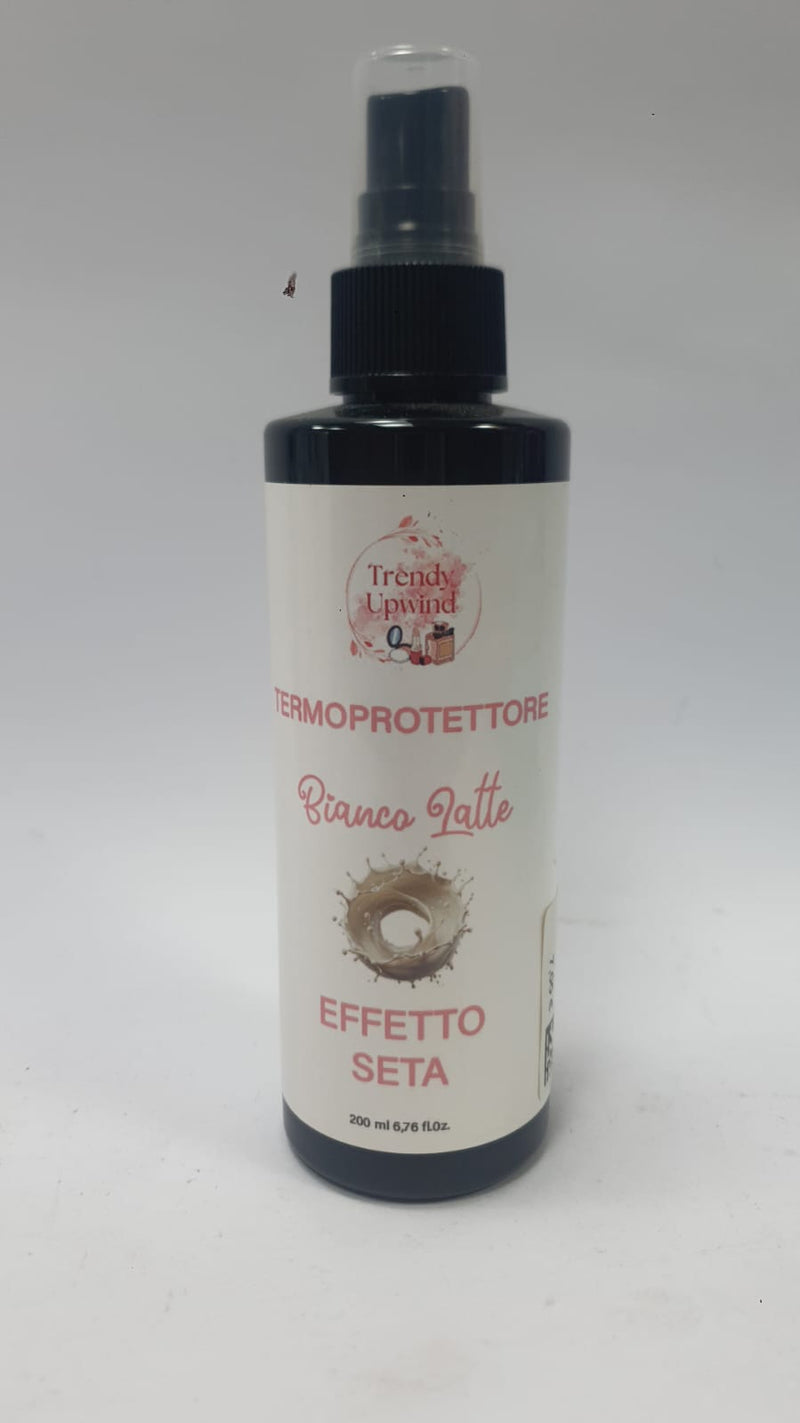 Trendy
Upwind
TERMOPROTETTORE
Bianco Latte
EFFETTO
SETA
200 ml 6,76 fl.Oz.